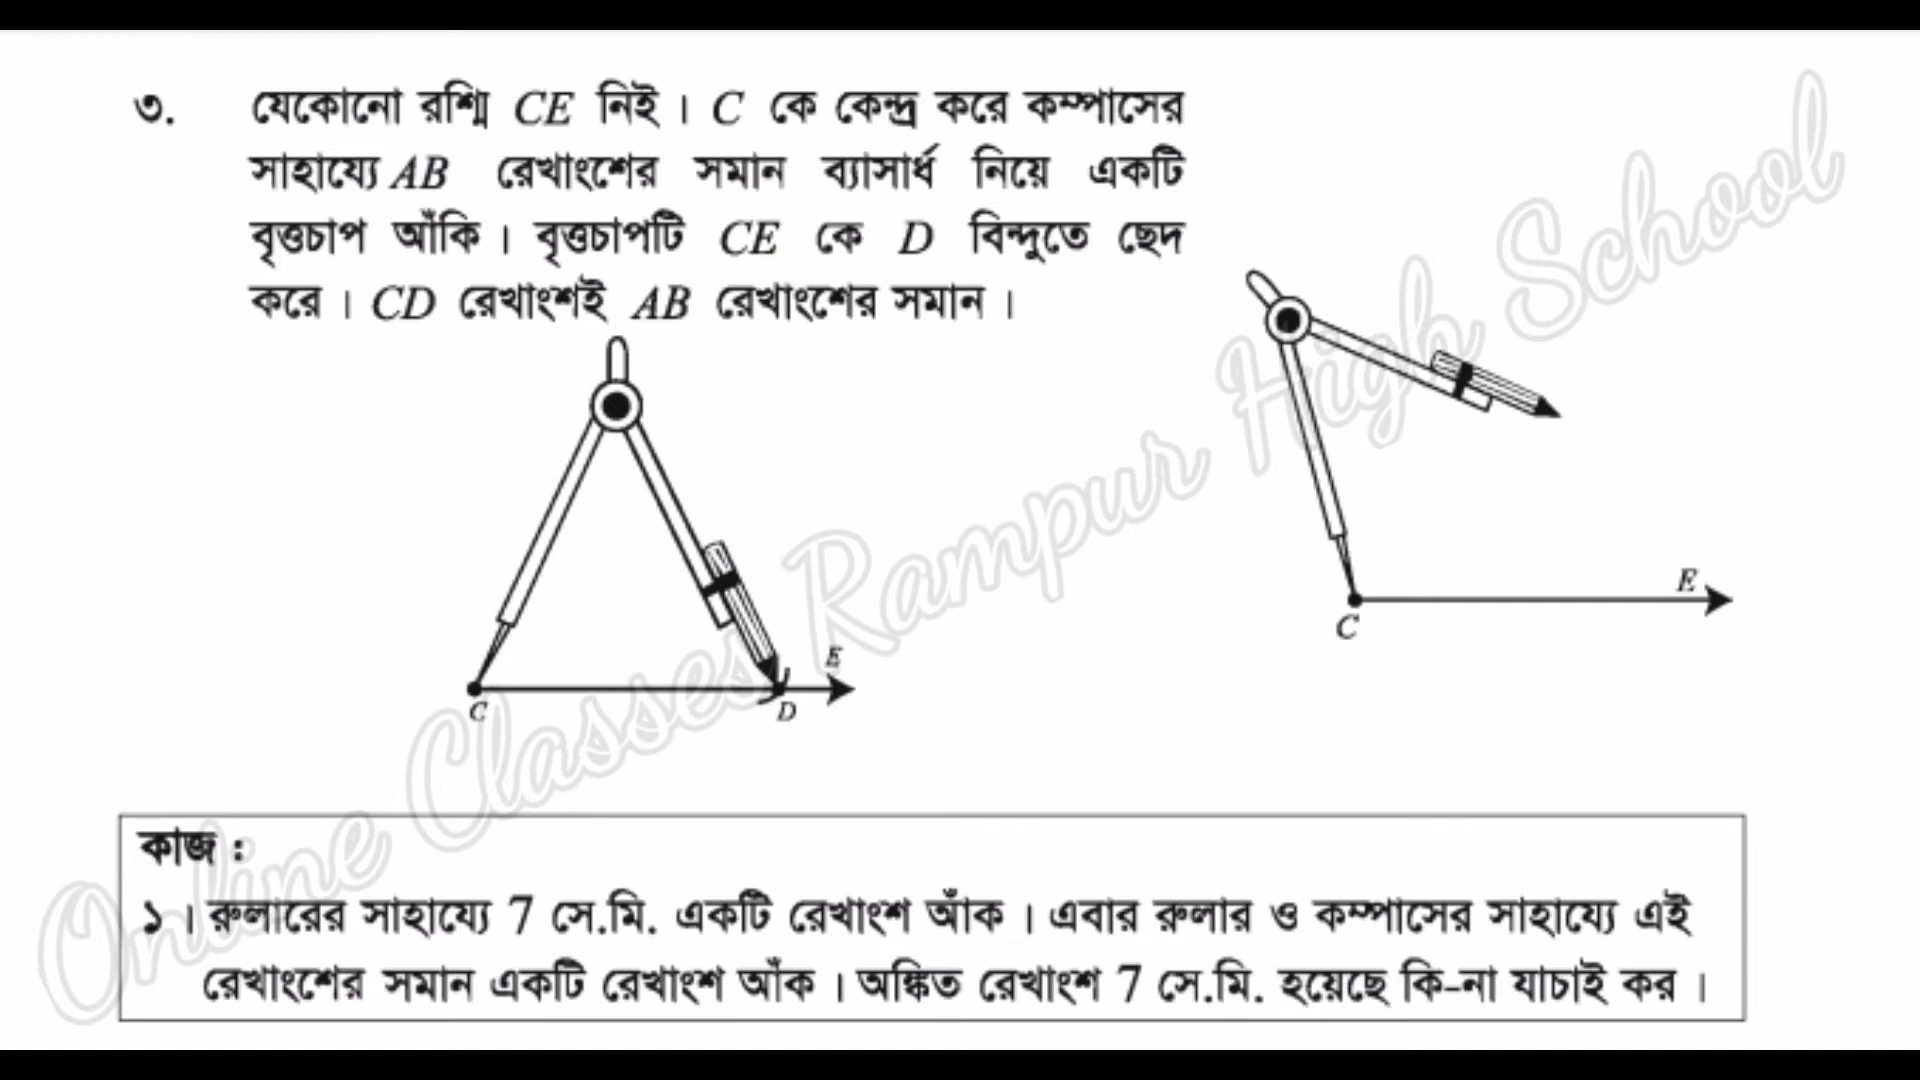 ৩. যেকোনো রশ্মি CE নিই। C কে কেন্দ্র করে কম্পাসের
সাহায্যে AB রেখাংশের সমান ব্যাসার্ধ নিয়ে একটি
বৃত্তচাপ আঁকি। বৃত্তচাপটি CE কে D বিন্দুতে ছেদ
করে। CD রেখাংশই AB রেখাংশের সমান।
E
C
E
C
D
কাজ :
১। রুলারের সাহায্যে 7 সে.মি. একটি রেখাংশ আঁক। এবার রুলার ও কম্পাসের সাহায্যে এই
রেখাংশের সমান একটি রেখাংশ আঁক। অঙ্কিত রেখাংশ 7 সে.মি. হয়েছে কি-না যাচাই কর।
Online Classes Rampur High School